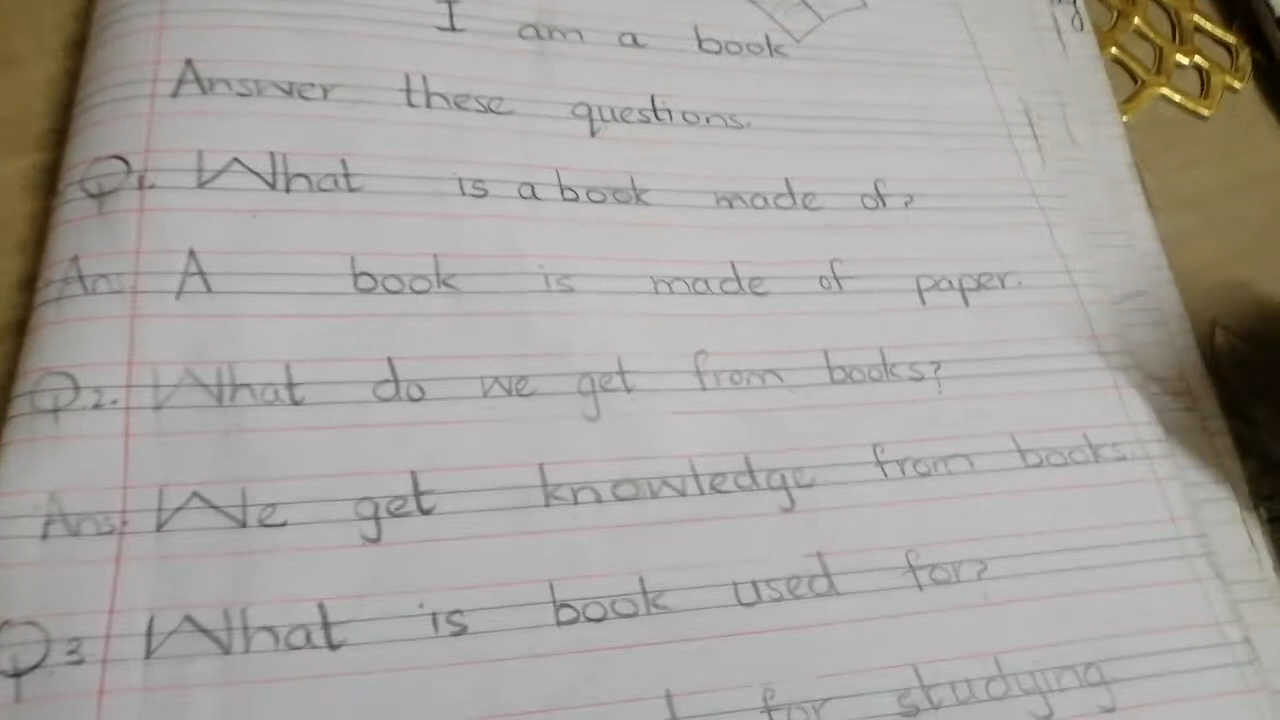 I am a book
Answer these questions.
Q1. What is a book made of?
Ans A book is made of paper.
Q.2. What do we get from books?
Ans. We get knowledge from books.
Q3 What is book used for?
for studying